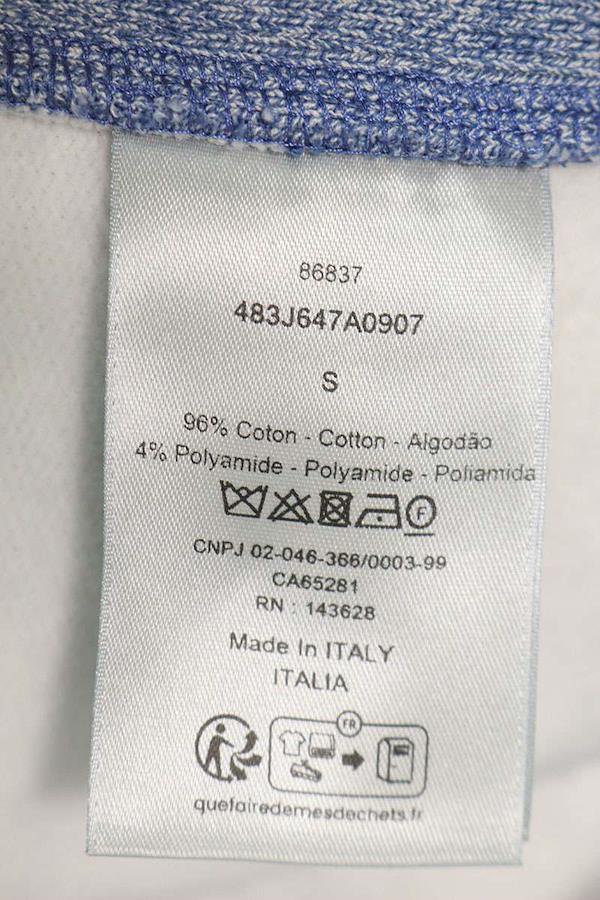 86837
483J647A0907
S
96% Coton - Cotton - Algodão
4% Polyamide - Polyamide - Poliamida
F
CNPJ 02-046-366/0003-99
CA65281
RN : 143628
Made In ITALY
ITALIA
FR
quefairedemesdechets.fr